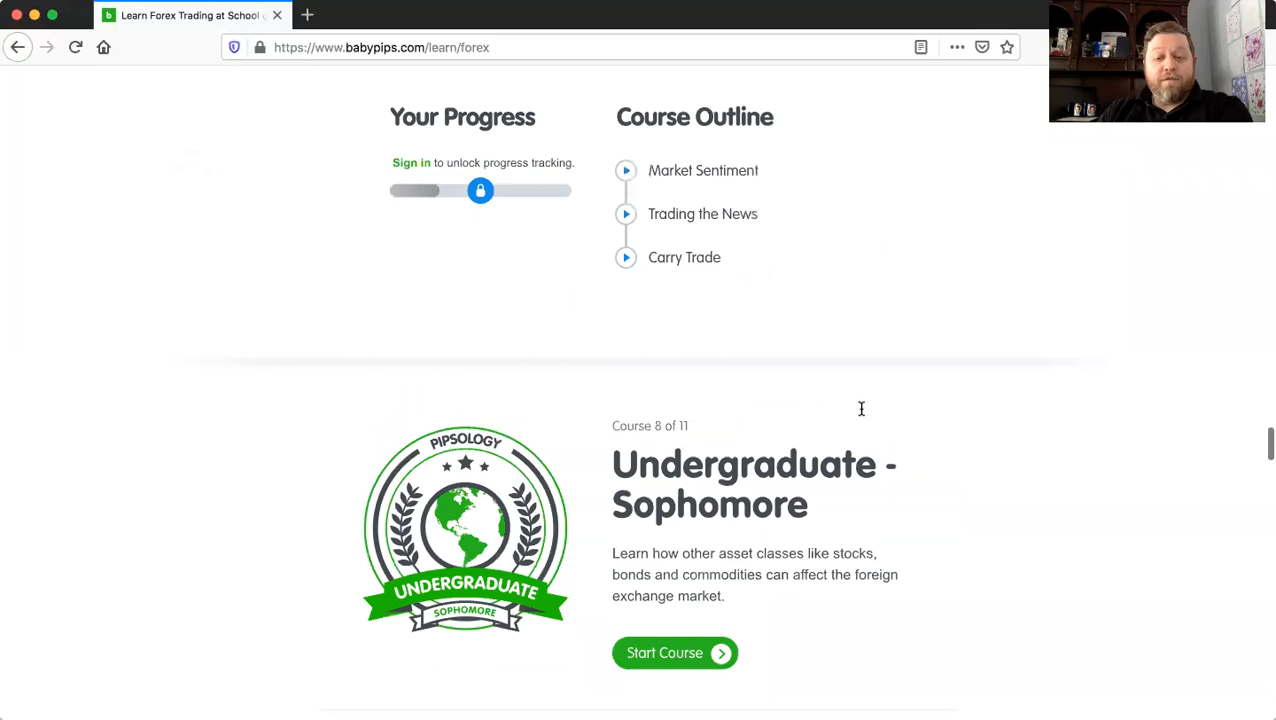 Learn Forex Trading at School
https://www.babypips.com/learn/forex
Your Progress
Course Outline
Sign in to unlock progress tracking.
Market Sentiment
Trading the News
Carry Trade
Course 8 of 11
Undergraduate -
Sophomore
Learn how other asset classes like stocks,
bonds and commodities can affect the foreign
exchange market.
Start Course
PIPSOLOGY
UNDERGRADUATE
SOPHOMORE